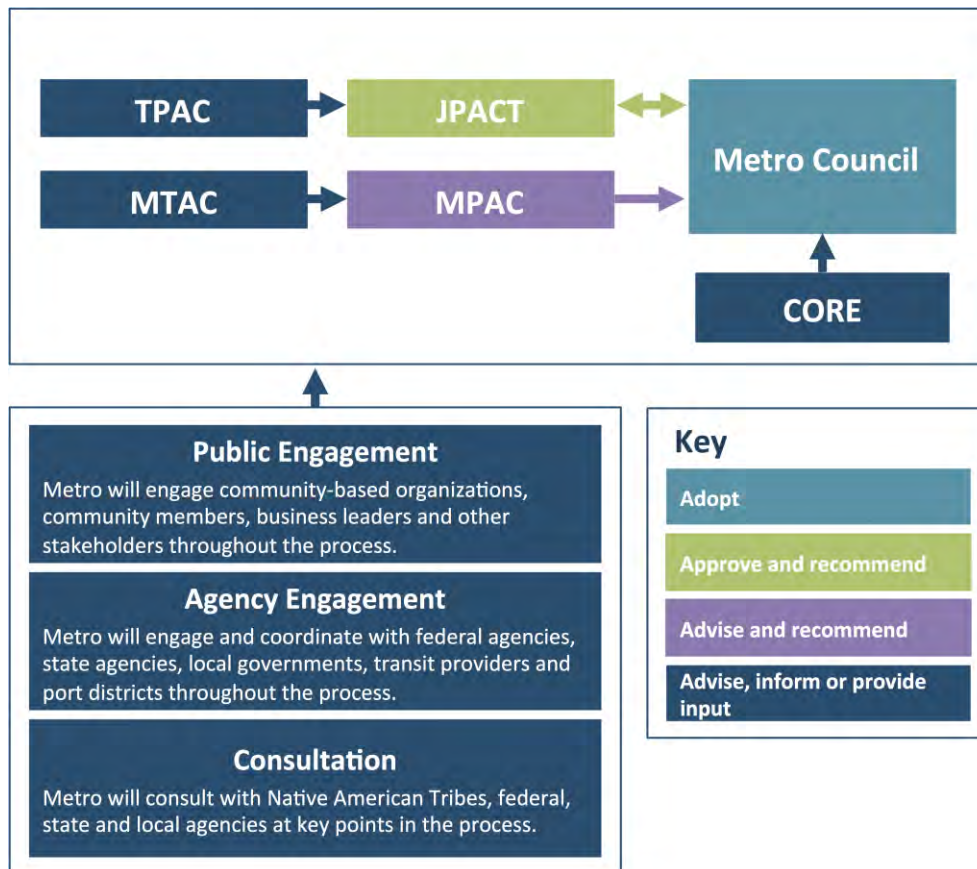 TPAC
JPACT
Metro Council
MTAC
MPAC
CORE
Public Engagement
Metro will engage community-based organizations,
community members, business leaders and other
stakeholders throughout the process.
Agency Engagement
Metro will engage and coordinate with federal agencies,
state agencies, local governments, transit providers and
port districts throughout the process.
Consultation
Metro will consult with Native American Tribes, federal,
state and local agencies at key points in the process.
Key
Adopt
Approve and recommend
Advise and recommend
Advise, inform or provide
input